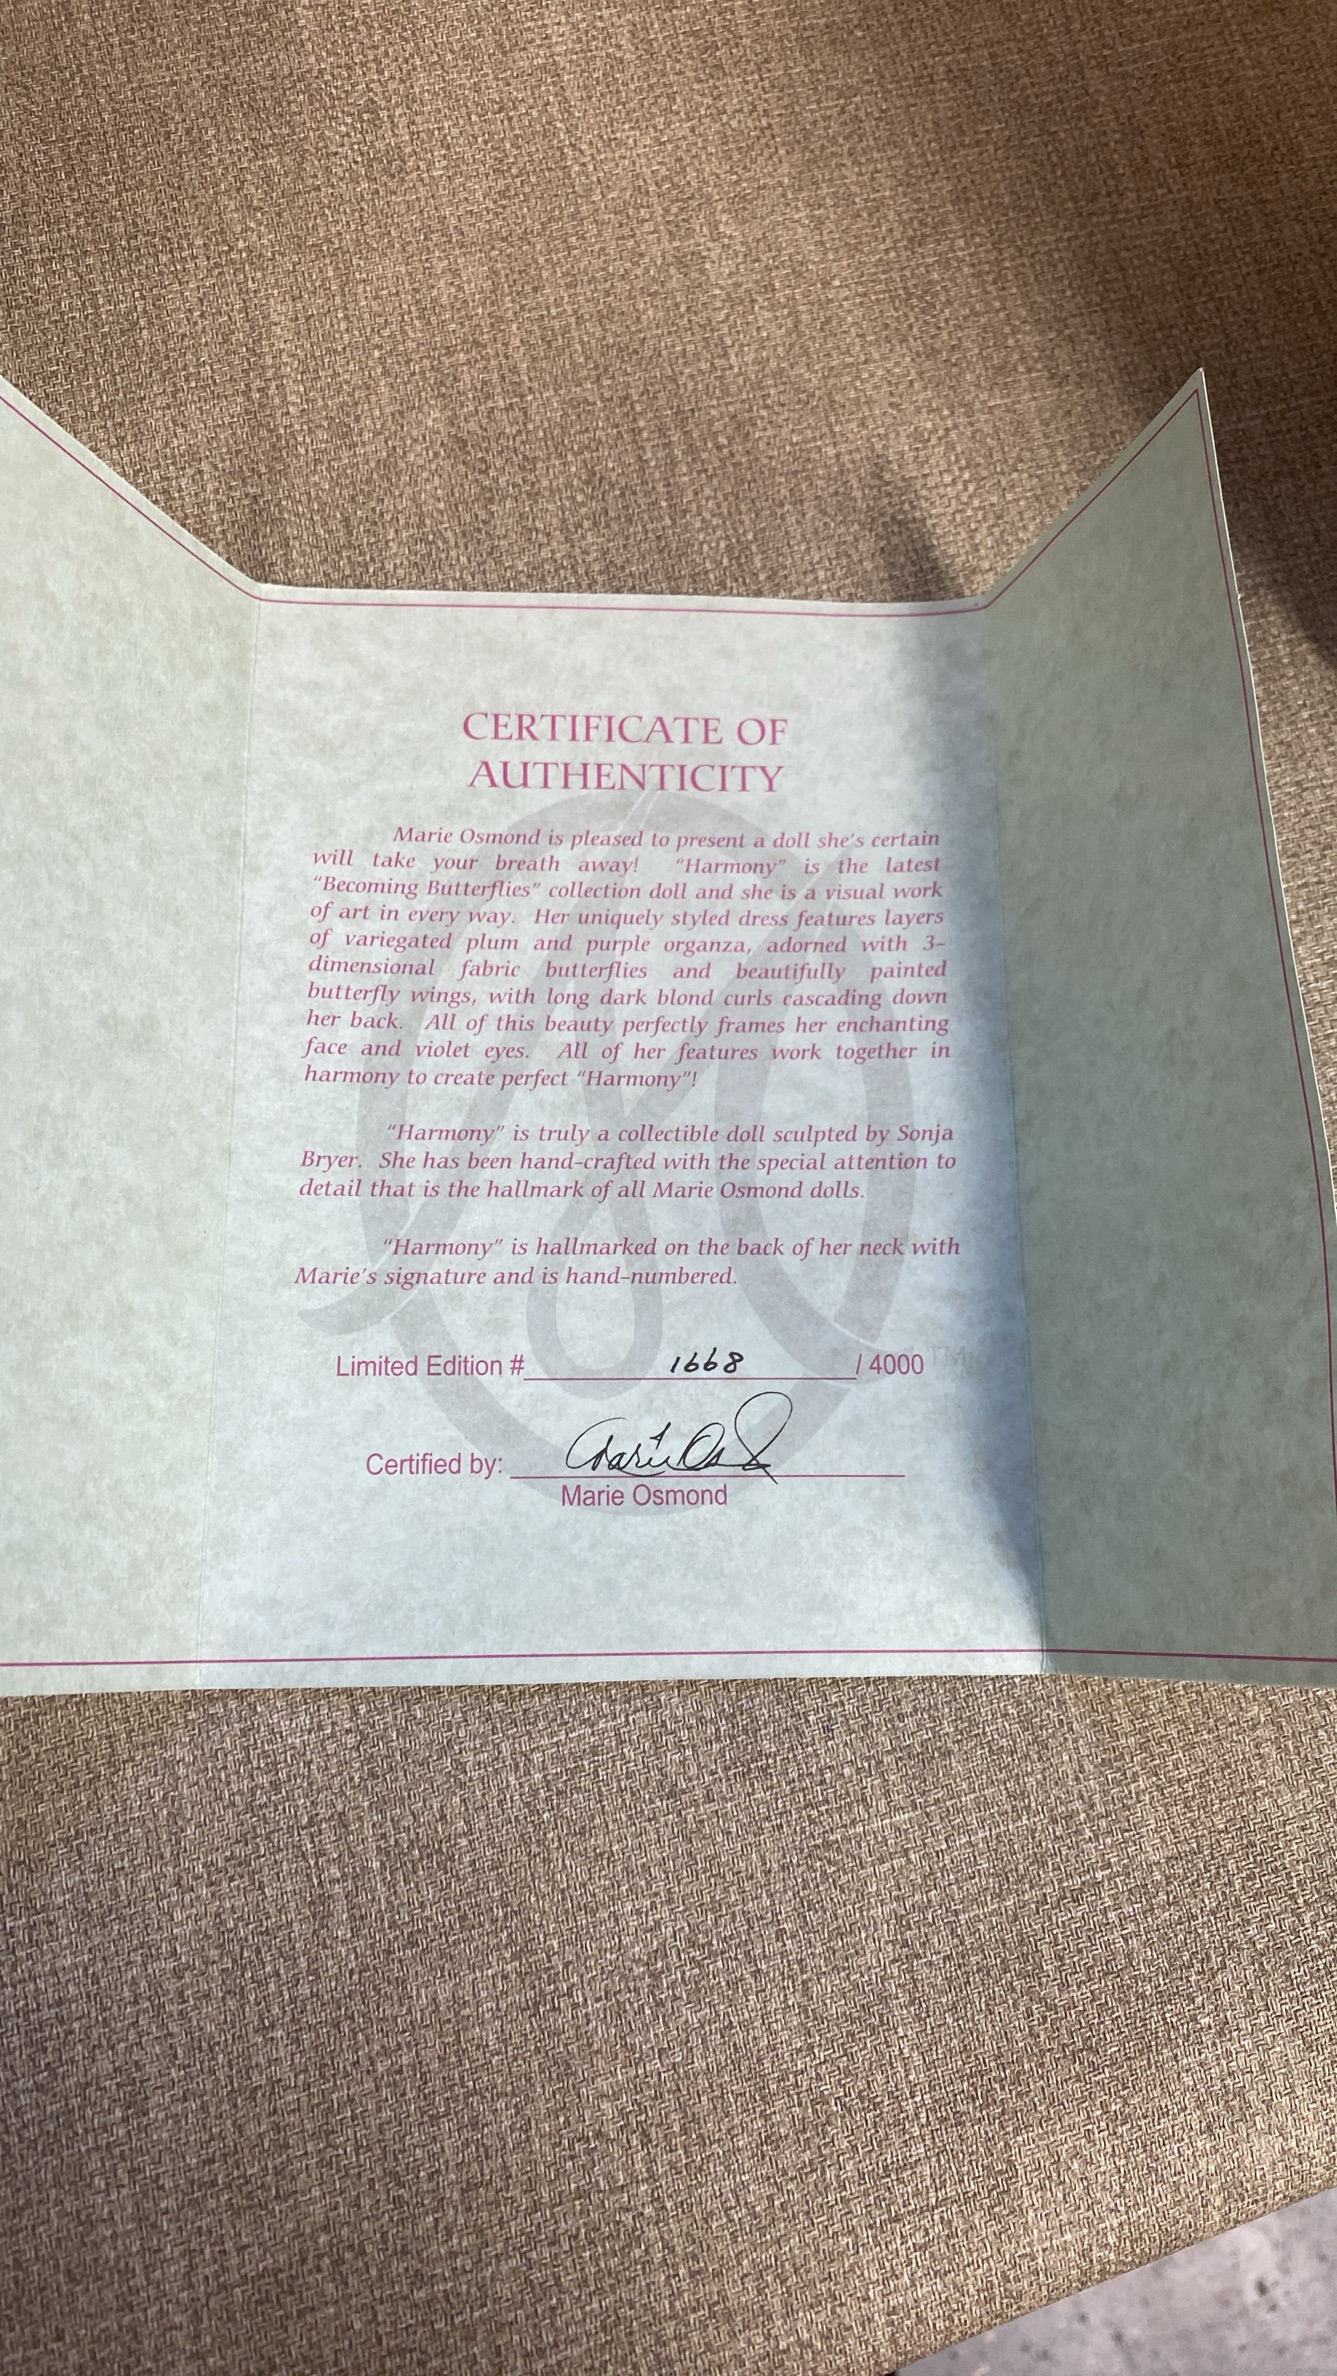 CERTIFICATE OF
AUTHENTICITY
Marie Osmond is pleased to present a doll she's certain
will take your breath away! "Harmony" is the latest
"Becoming Butterflies" collection doll and she is a visual work
of art in every way. Her uniquely styled dress features layers
of variegated plum and purple organza, adorned with 3-
dimensional fabric butterflies and beautifully painted
butterfly wings, with long dark blond curls cascading down
her back. All of this beauty perfectly frames her enchanting
face and violet eyes. All of her features work together in
harmony to create perfect "Harmony"!
"Harmony" is truly a collectible doll sculpted by Sonja
Bryer. She has been hand-crafted with the special attention to
detail that is the hallmark of all Marie Osmond dolls.
"Harmony" is hallmarked on the back of her neck with
Marie's signature and is hand-numbered.
Limited Edition # 1668 / 4000
Certified by: Marie Osmond
Marie Osmond